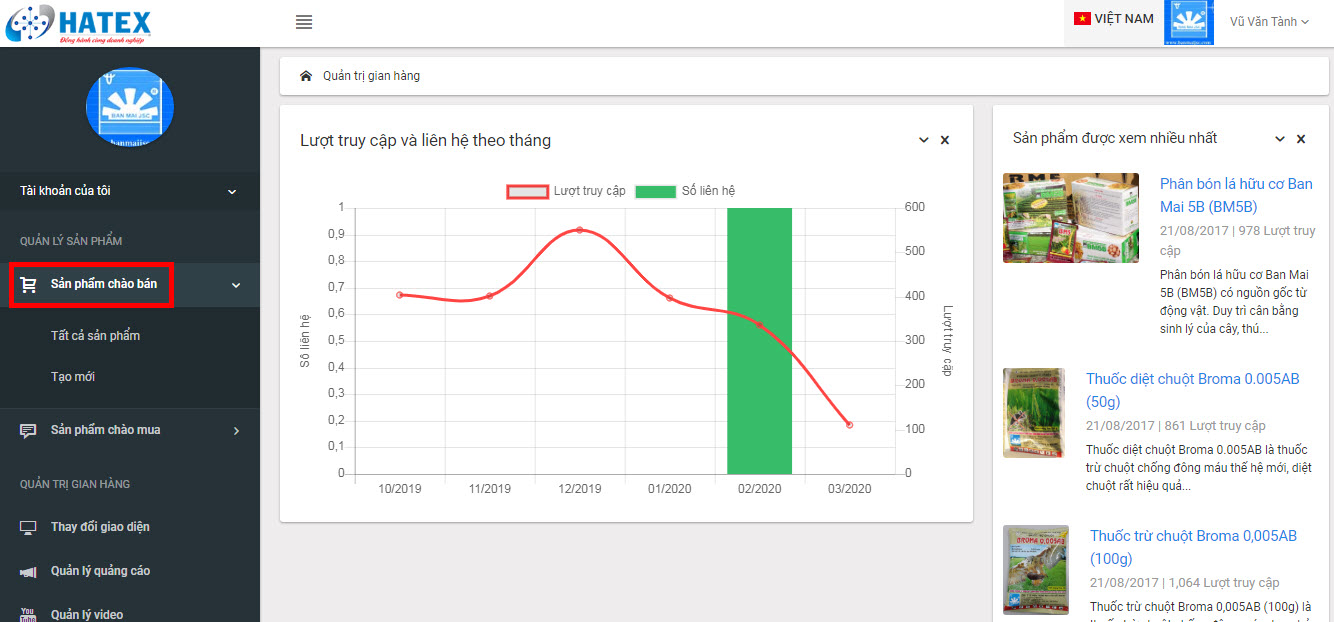 HATEX
Đồng hành cùng doanh nghiệp
VIỆT NAM
Vũ Văn Tành
BAN MAI JSC
Tài khoản của tôi
QUẢN LÝ SẢN PHẨM
Sản phẩm chào bán
Tất cả sản phẩm
Tạo mới
Sản phẩm chào mua
QUẢN TRỊ GIAN HÀNG
Thay đổi giao diện
Quản lý quảng cáo
You
Tube
Quản lý video
Quản trị gian hàng
Lượt truy cập và liên hệ theo tháng
Lượt truy cập
Số liên hệ
Số liên hệ
1
0,9
0,8
0,7
0,6
0,5
0,4
0,3
0,2
0,1
0
600
500
400
300
200
100
0
Lượt truy cập
10/2019
11/2019
12/2019
01/2020
02/2020
03/2020
Sản phẩm được xem nhiều nhất
Phân bón lá hữu cơ Ban
Mai 5B (BM5B)
21/08/2017 | 978 Lượt truy
cập
Phân bón lá hữu cơ Ban Mai
5B (BM5B) có nguồn gốc từ
động vật. Duy trì cân bằng
sinh lý của cây, thú...
Thuốc diệt chuột Broma 0.005AB
(50g)
21/08/2017 | 861 Lượt truy cập
Thuốc diệt chuột Broma 0.005AB là thuốc
trừ chuột chống đông máu thế hệ mới, diệt
chuột rất hiệu quả...
BROMA 0.005AB
Thuốc trừ chuột Broma 0,005AB
(100g)
21/08/2017 | 1,064 Lượt truy cập
Thuốc trừ chuột Broma 0,005AB (100g) là